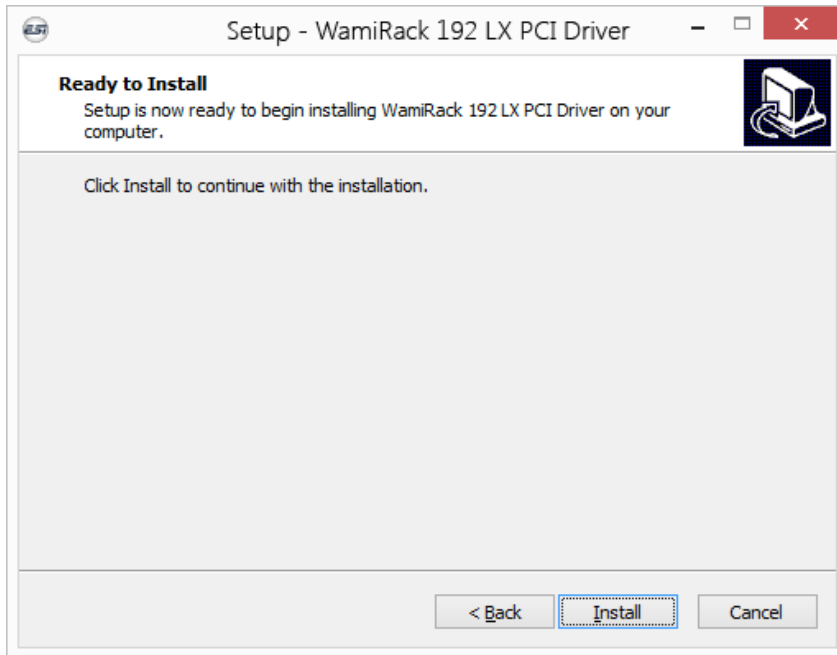 ESI
Setup - WamiRack 192 LX PCI Driver
Ready to Install
Setup is now ready to begin installing WamiRack 192 LX PCI Driver on your
computer.
Click Install to continue with the installation.
< Back
Install
Cancel